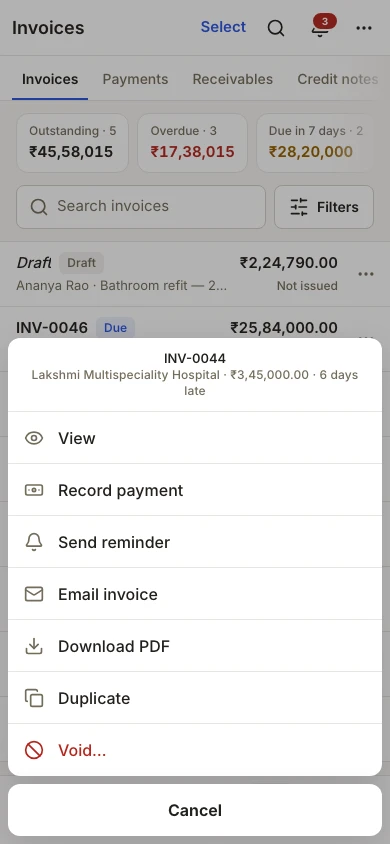 Invoices
Select
3
Invoices
Payments
Receivables
Credit notes
Outstanding · 5
₹45,58,015
Overdue · 3
₹17,38,015
Due in 7 days · 2
₹28,20,000
Search invoices
Filters
Draft Draft
₹2,24,790.00
Ananya Rao · Bathroom refit — 2...
Not issued
INV-0046 Due
₹25,84,000.00
INV-0044
Lakshmi Multispeciality Hospital · ₹3,45,000.00 · 6 days
late
View
Record payment
Send reminder
Email invoice
Download PDF
Duplicate
Void...
Cancel